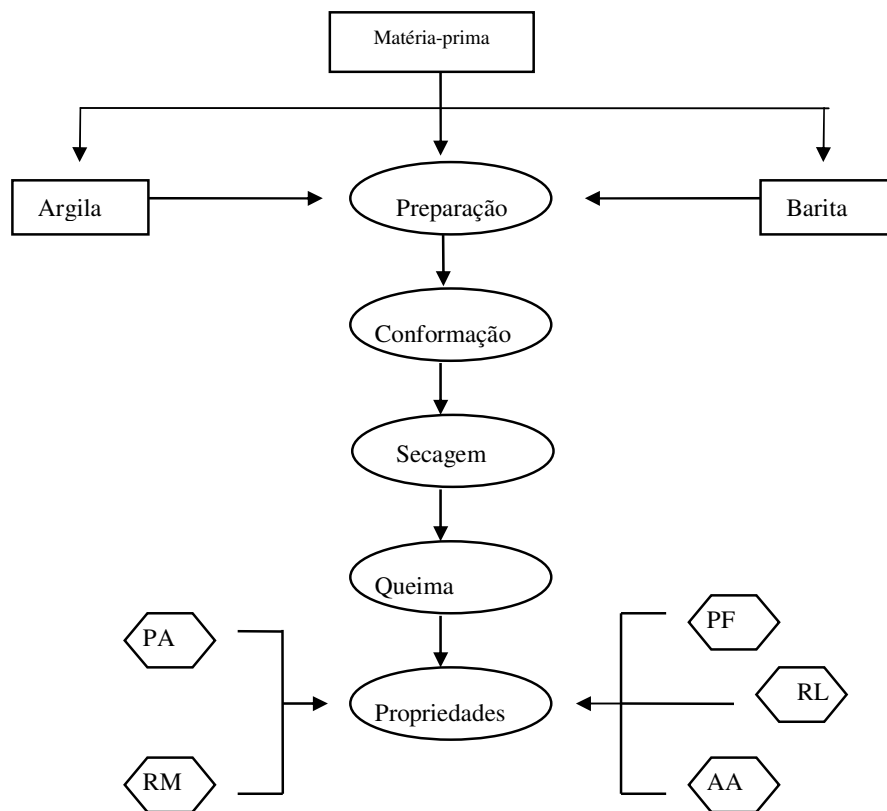 Matéria-prima
Argila
Preparação
Barita
Conformação
Secagem
Queima
PA
PF
RL
Propriedades
RM
AA